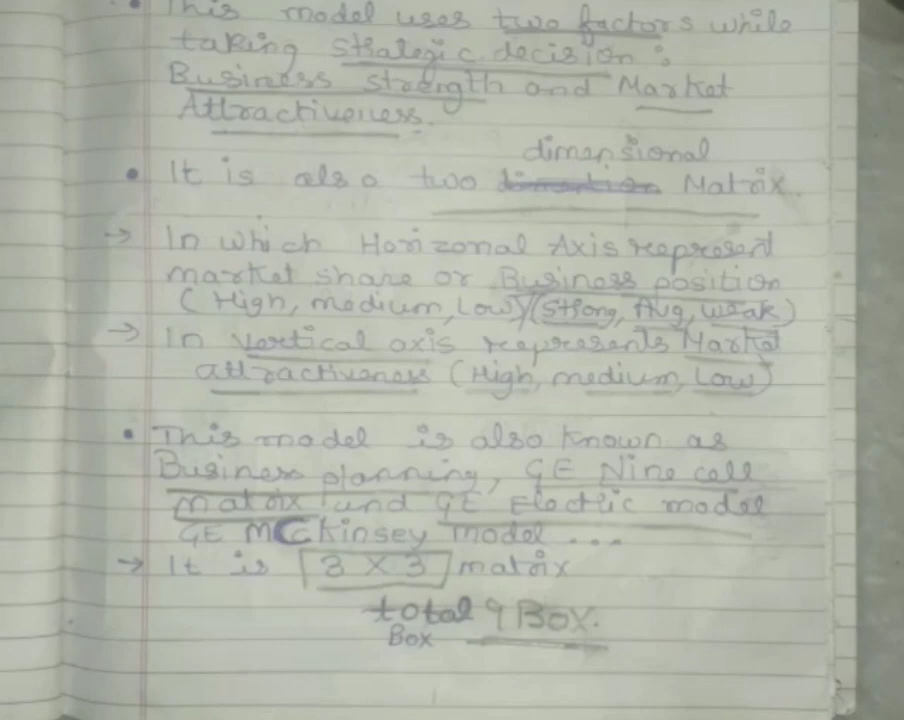 • This model uses two factors while
taking strategic decision :
Business strength and Market
Attractiveness.
dimensional
• It is also two dimention Matrix.
→ In which Horizonal Axis represent
market share or Business position
(High, medium, Low)/(Strong, Avg, weak)
→ In vertical axis represents Market
attractiveness (High, medium, Low)
• This model is also known as
Business planning, GE Nine cell
matrix and GE Electric model
GE MCKinsey model ...
→ It is 3 X 3 matrix
total 9 BOX.
Box